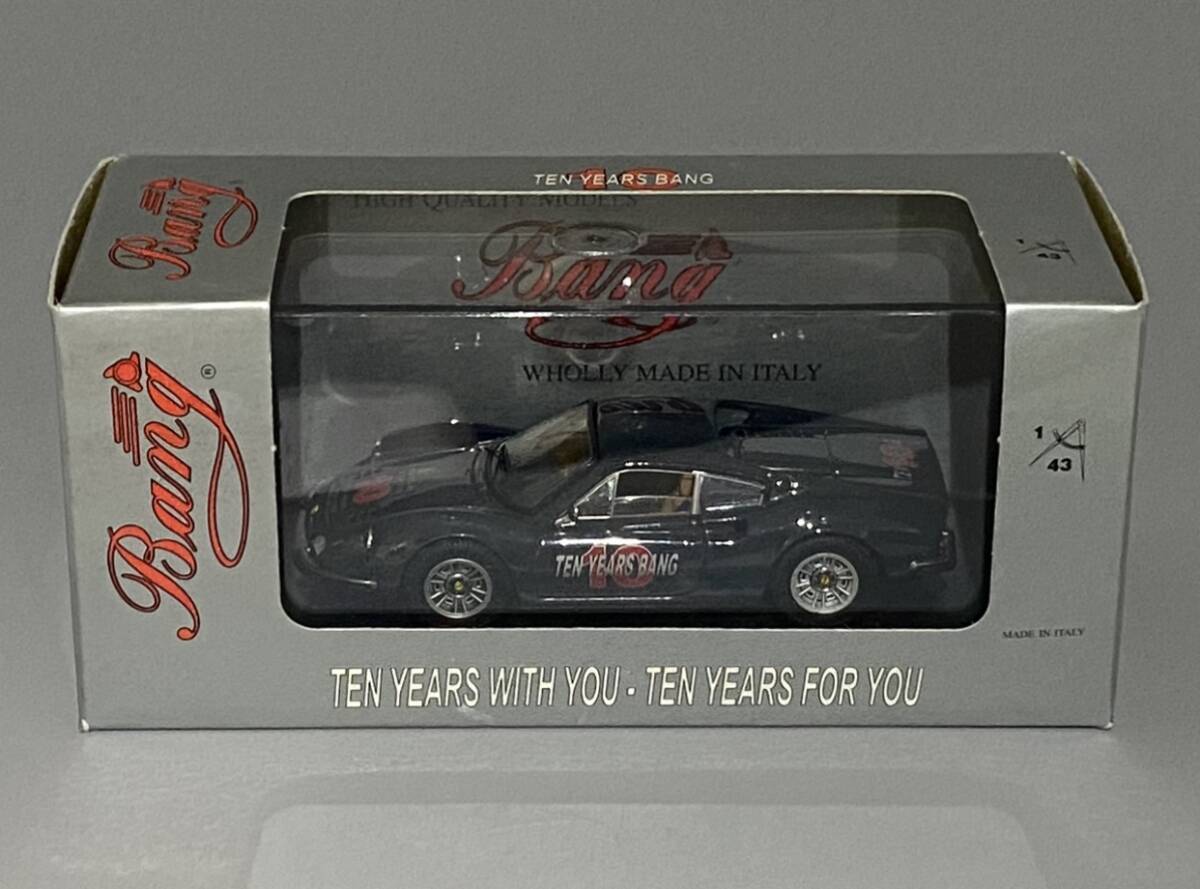 Bang
10
TEN YEARS BANG
HIGH QUALITY MODELS
1
43
Bang
WHOLLY MADE IN ITALY
Bang ®
1
43
10
TEN YEARS BANG
MADE IN ITALY
TEN YEARS WITH YOU · TEN YEARS FOR YOU